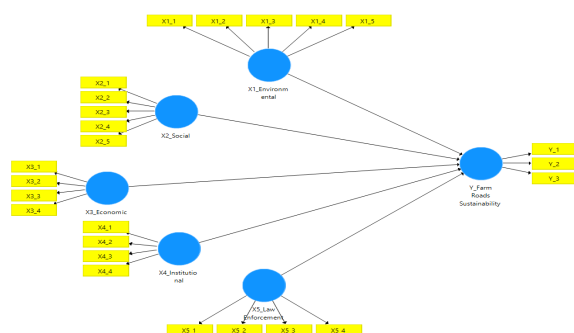 X1_1 X1_2 X1_3 X1_4 X1_5
X1_Environm
ental
X2_1
X2_2
X2_3
X2_4
X2_5
X2_Social
Y_1
Y_2
Y_3
Y_Farm
Roads
Sustainability
X3_1
X3_2
X3_3
X3_4
X3_Economic
X4_1
X4_2
X4_3
X4_4
X4_Institutio
nal
X5_Law
Enforcement
X5_1 X5_2 X5_3 X5_4